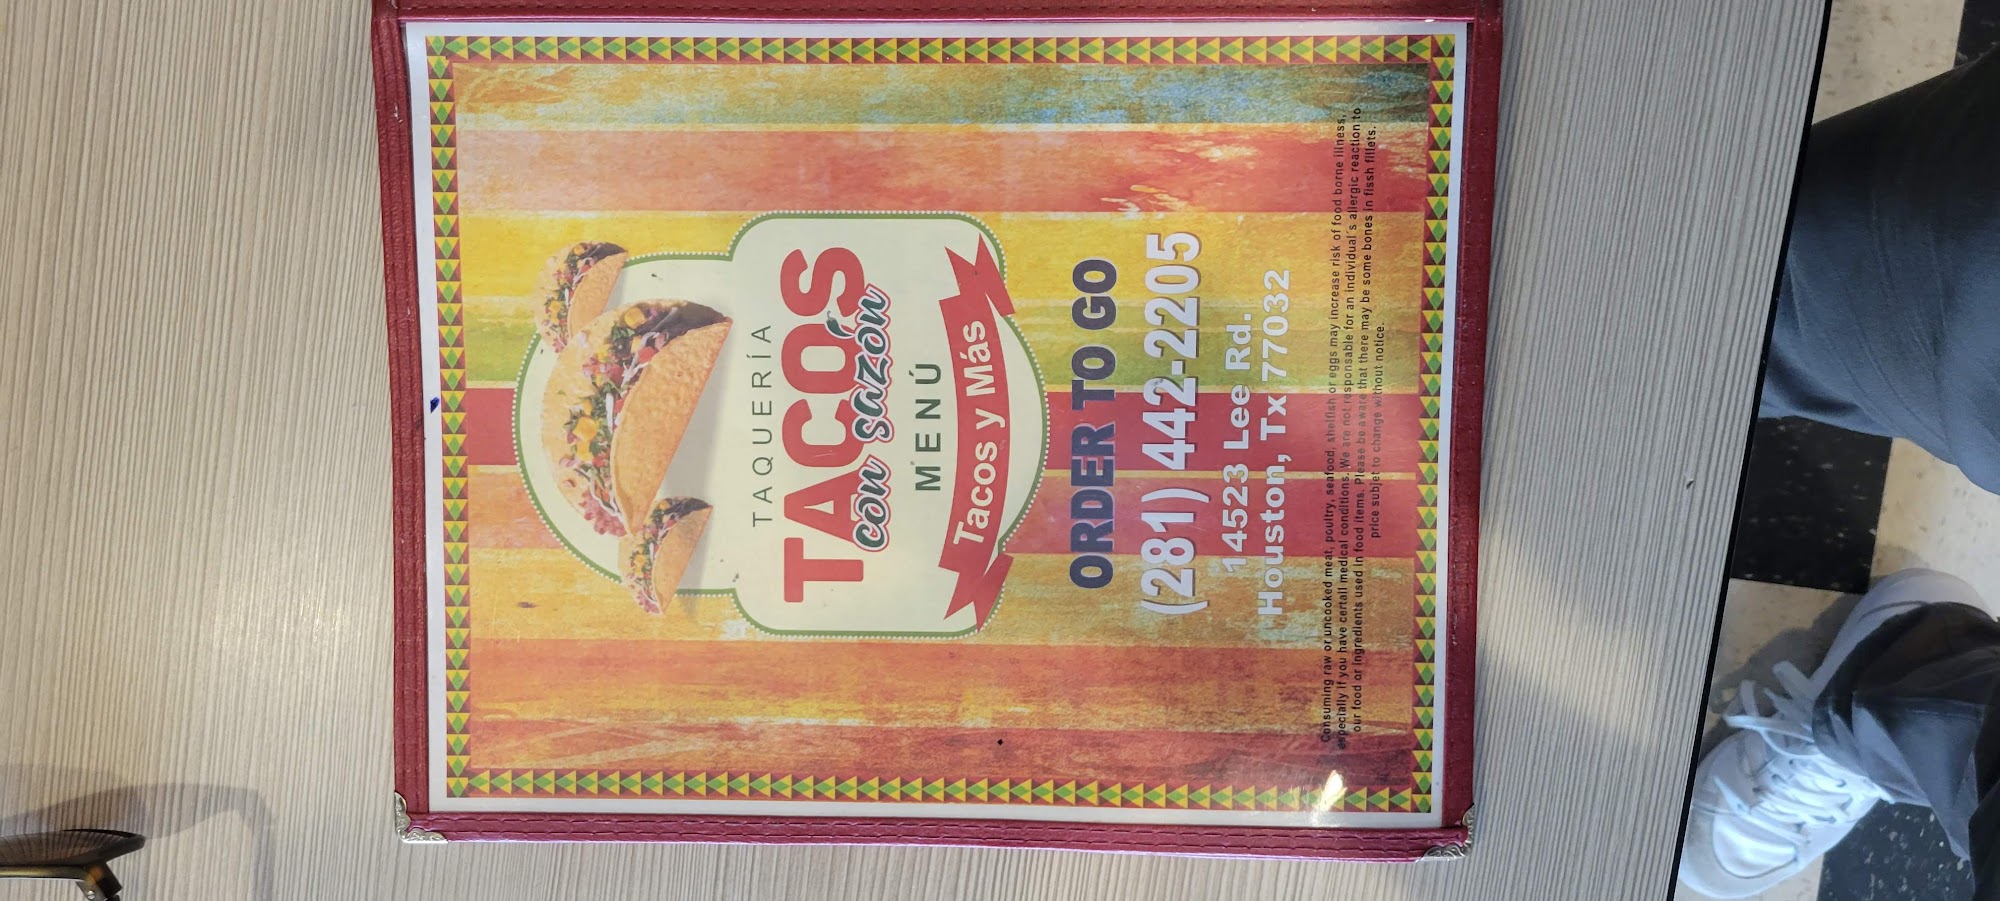 TAQUERÍA
TACOS
con sazón
MENÚ
Tacos y Más
ORDER TO GO
(281) 442-2205
14523 Lee Rd.
Houston, Tx 77032
Consuming raw or uncooked meat, poultry, seafood, shellfish or eggs may increase risk of food borne illness,
especially if you have certail medical conditions. We are not responsable for an individual's allergic reaction to
our food or ingredients used in food items. Please be aware that there may be some bones in fissh fillets.
price subjet to change without notice.